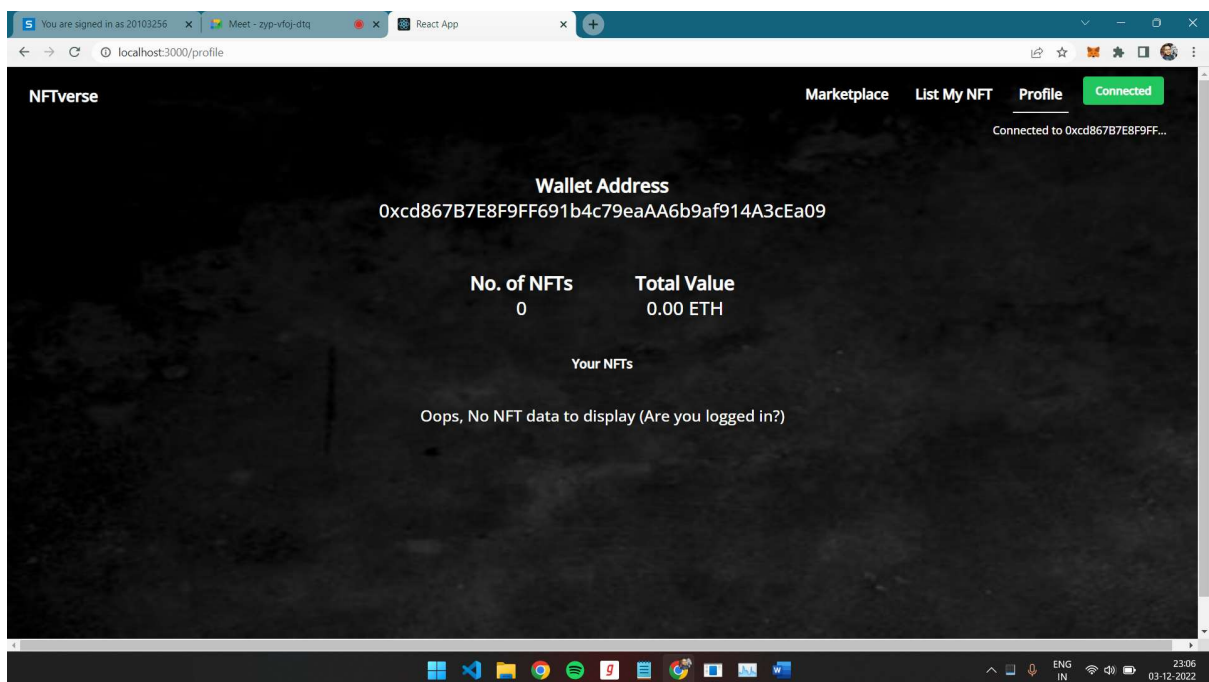 You are signed in as 20103256
Meet - zyp-vfoj-dtq
React App
localhost:3000/profile
NFTverse
Marketplace
List My NFT
Profile
Connected
Connected to 0xcd867B7E8F9FF...
Wallet Address
0xcd867B7E8F9FF691b4c79eaAA6b9af914A3cEa09
No. of NFTs
Total Value
0
0.00 ETH
Your NFTs
Oops, No NFT data to display (Are you logged in?)
ENG
IN
23:06
03-12-2022